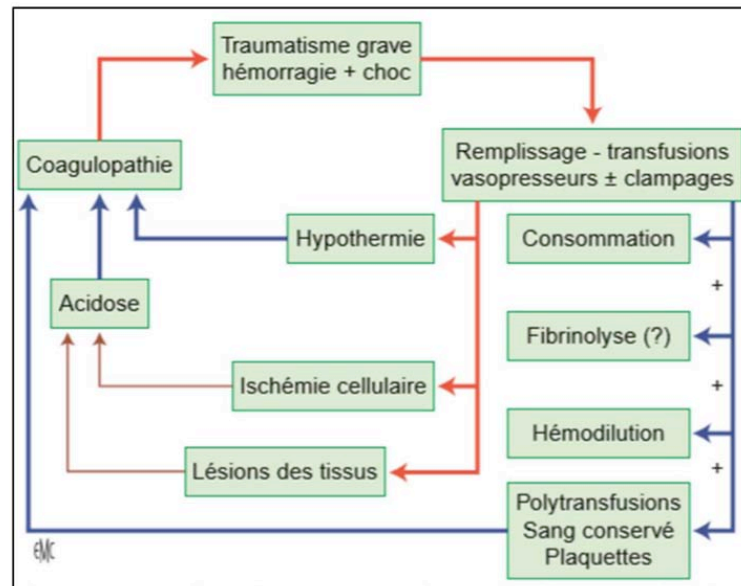 Traumatisme grave
hémorragie + choc
Coagulopathie
Remplissage - transfusions
vasopresseurs ± clampages
Hypothermie
Consommation
+
Acidose
Fibrinolyse (?)
+
Ischémie cellulaire
Hémodilution
+
Lésions des tissus
Polytransfusions
Sang conservé
Plaquettes
EMC